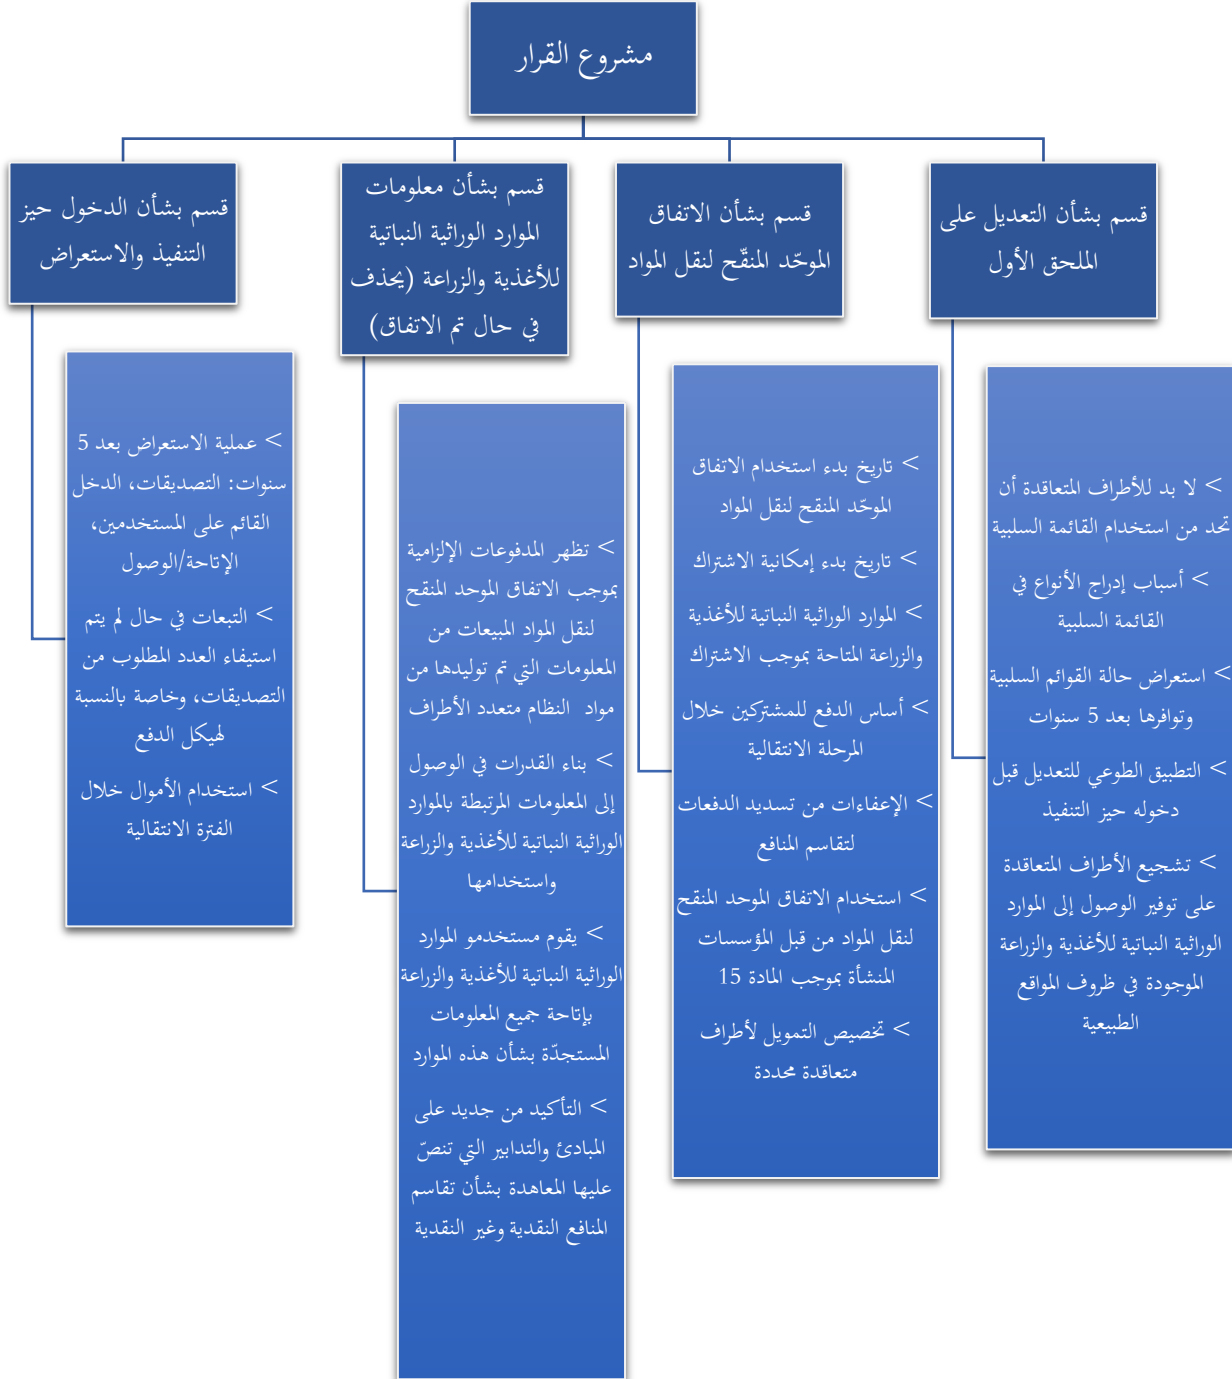 مشروع القرار
قسم بشأن التعديل على
الملحق الأول
> لا بد للأطراف المتعاقدة أن
تحد من استخدام القائمة السلبية
> أسباب إدراج الأنواع في
القائمة السلبية
> استعراض حالة القوائم السلبية
وتوافرها بعد 5 سنوات
> التطبيق الطوعي للتعديل قبل
دخوله حيز التنفيذ
> تشجيع الأطراف المتعاقدة
على توفير الوصول إلى الموارد
الوراثية النباتية للأغذية والزراعة
الموجودة في ظروف المواقع
الطبيعية
قسم بشأن الاتفاق
الموحّد المنقّح لنقل المواد
> تاريخ بدء استخدام الاتفاق
الموحّد المنقح لنقل المواد
> تاريخ بدء إمكانية الاشتراك
> الموارد الوراثية النباتية للأغذية
والزراعة المتاحة بموجب الاشتراك
> أساس الدفع للمشتركين خلال
المرحلة الانتقالية
> الإعفاءات من تسديد الدفعات
لتقاسم المنافع
> استخدام الاتفاق الموحد المنقح
لنقل المواد من قبل المؤسسات
المنشأة بموجب المادة 15
> تخصيص التمويل لأطراف
متعاقدة محددة
قسم بشأن معلومات
الموارد الوراثية النباتية
للأغذية والزراعة (يحذف
في حال تم الاتفاق)
> تظهر المدفوعات الإلزامية
بموجب الاتفاق الموحد المنقح
لنقل المواد المبيعات من
المعلومات التي تم توليدها من
مواد النظام متعدد الأطراف
> بناء القدرات في الوصول
إلى المعلومات المرتبطة بالموارد
الوراثية النباتية للأغذية والزراعة
واستخدامها
> يقوم مستخدمو الموارد
الوراثية النباتية للأغذية والزراعة
بإتاحة جميع المعلومات
المستجدّة بشأن هذه الموارد
> التأكيد من جديد على
المبادئ والتدابير التي تنصّ
عليها المعاهدة بشأن تقاسم
المنافع النقدية وغير النقدية
قسم بشأن الدخول حيز
التنفيذ والاستعراض
> عملية الاستعراض بعد 5
سنوات: التصديقات، الدخل
القائم على المستخدمين،
الإتاحة/الوصول
> التبعات في حال لم يتم
استيفاء العدد المطلوب من
التصديقات، وخاصة بالنسبة
لهيكل الدفع
> استخدام الأموال خلال
الفترة الانتقالية